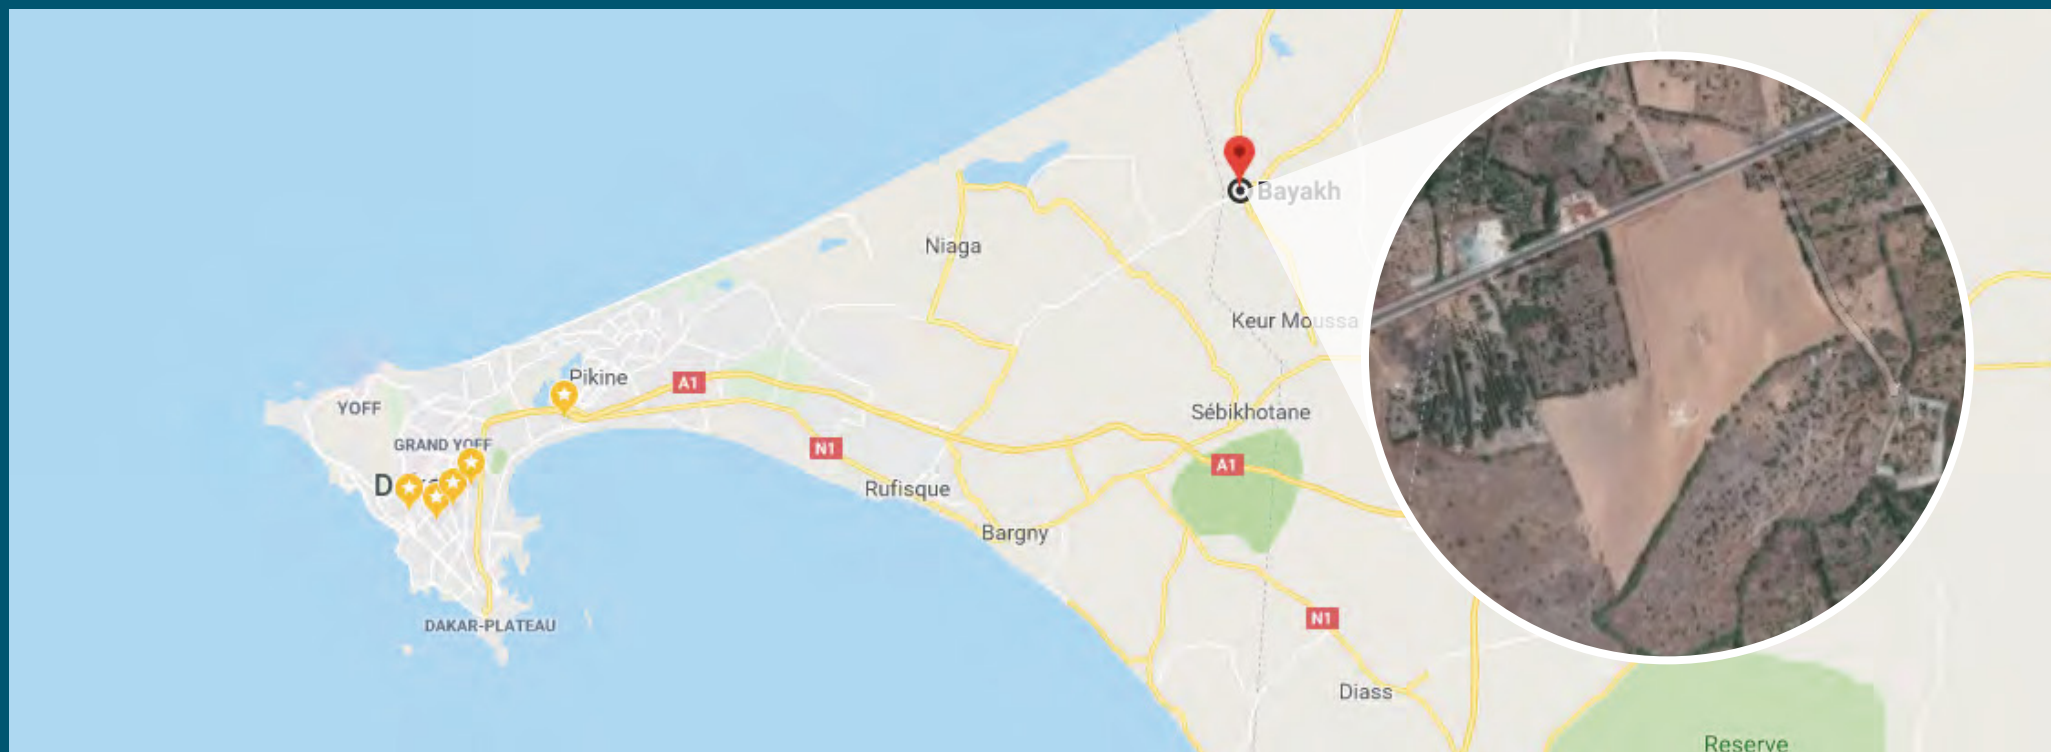 Bayakh
Niaga
Keur Moussa
Pikine
A1
YOFF
Sébikhotane
GRAND YOFF
N1
A1
D
Rufisque
Bargny
DAKAR-PLATEAU
N1
Diass
Reserve